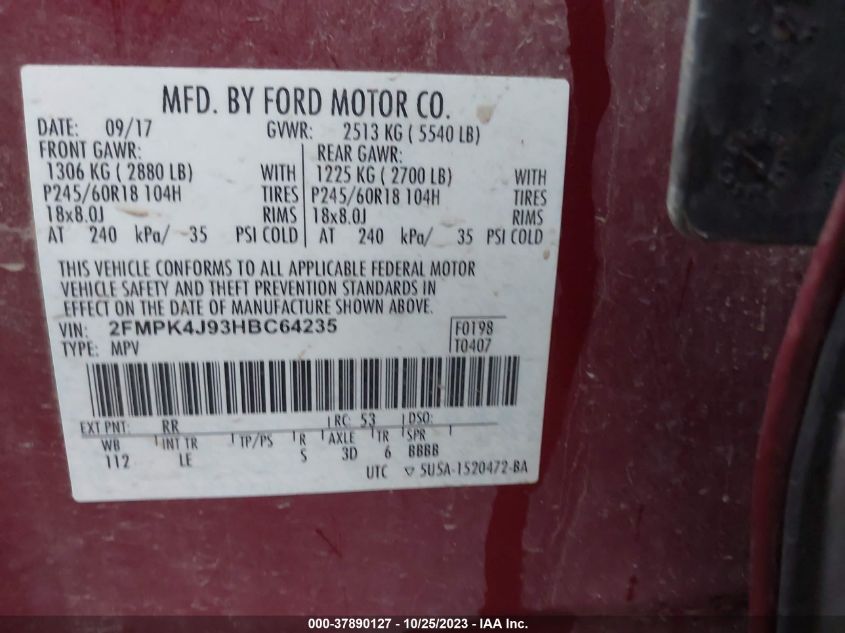 MFD. BY FORD MOTOR CO.
DATE: 09/17 GVWR: 2513 KG ( 5540 LB)
FRONT GAWR: REAR GAWR:
1306 KG ( 2880 LB) WITH 1225 KG ( 2700 LB) WITH
P245/60R18 104H TIRES P245/60R18 104H TIRES
18x8.0J RIMS 18x8.0J RIMS
AT 240 kPa/ 35 PSI COLD AT 240 kPa/ 35 PSI COLD
THIS VEHICLE CONFORMS TO ALL APPLICABLE FEDERAL MOTOR
VEHICLE SAFETY AND THEFT PREVENTION STANDARDS IN
EFFECT ON THE DATE OF MANUFACTURE SHOWN ABOVE.
VIN: 2FMPK4J93HBC64235 F0198
TYPE: MPV T0407
EXT PNT: RR RC: 53 DSO:
WB INT TR TP/PS R AXLE TR SPR
112 LE S 3D 6 BBBB
UTC ▽ 5U5A-1520472-BA
000-37890127 - 10/25/2023 - © IAA Inc.